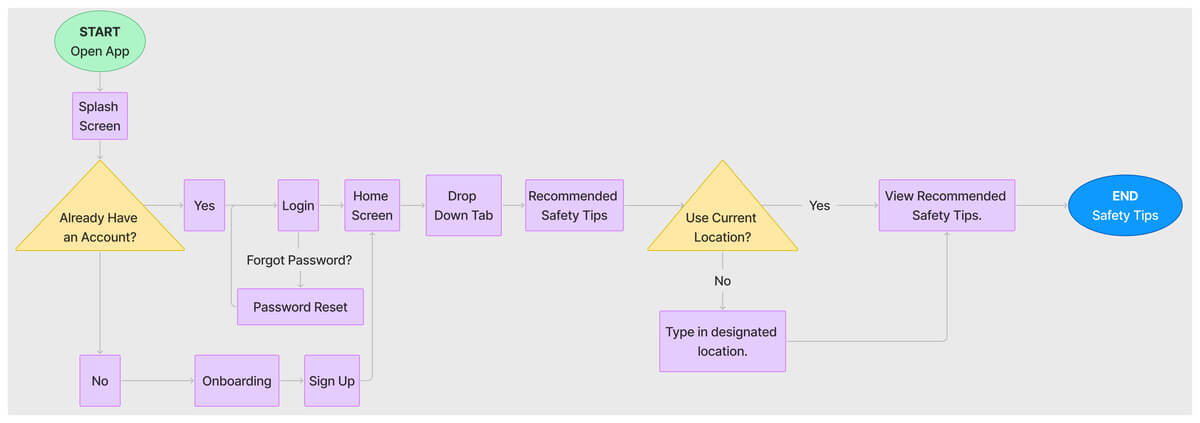 START
Open App
Splash
Screen
Already Have
an Account?
Yes
Login
Home
Screen
Drop
Down Tab
Recommended
Safety Tips
Use Current
Location?
Yes
View Recommended
Safety Tips.
END
Safety Tips
Forgot Password?
Password Reset
No
Type in designated
location.
No
Onboarding
Sign Up